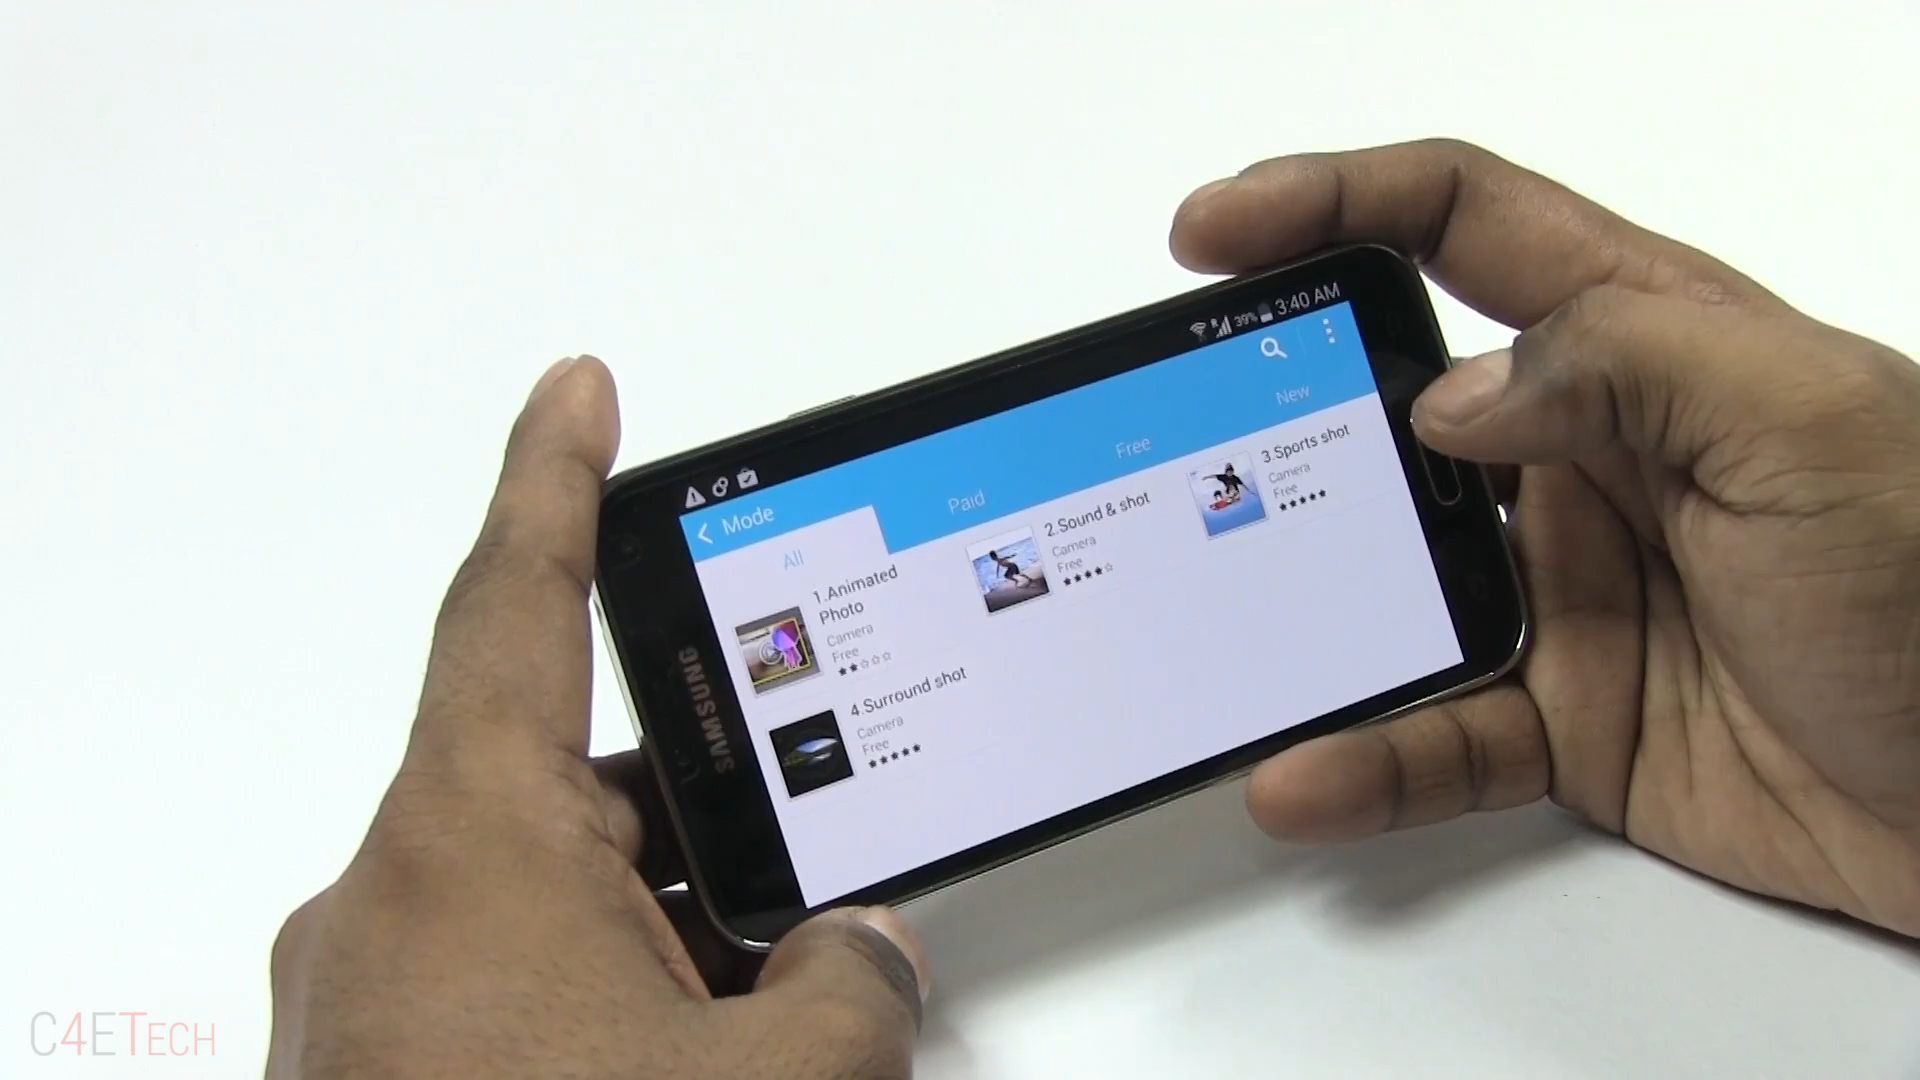 39% 3:40 AM
Mode
All
Paid
Free
New
1.Animated
Photo
Camera
Free
2.Sound & shot
Camera
Free
3.Sports shot
Camera
Free
4.Surround shot
Camera
Free
SAMSUNG
C4ETECH